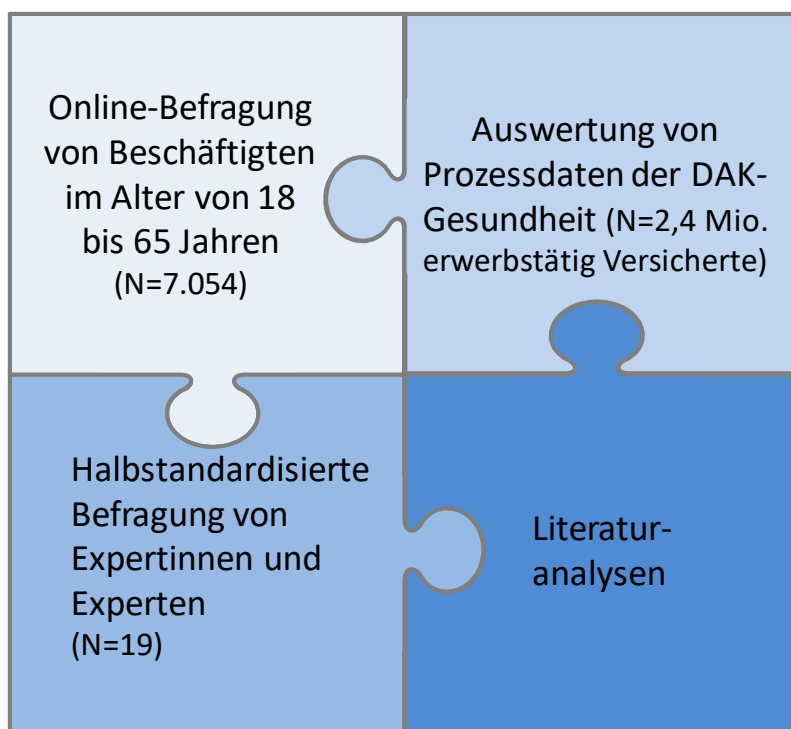 Online-Befragung
von Beschäftigten
im Alter von 18
bis 65 Jahren
(N=7.054)
Auswertung von
Prozessdaten der DAK-
Gesundheit (N=2,4 Mio.
erwerbstätig Versicherte)
Halbstandardisierte
Befragung von
Expertinnen und
Experten
(N=19)
Literatur-
analysen